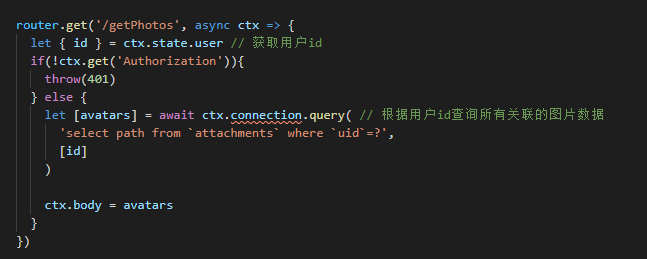 router.get('/getPhotos', async ctx => {
  let { id } = ctx.state.user // 获取用户id
  if(!ctx.get('Authorization')){
    throw(401)
  } else {
    let [avatars] = await ctx.connection.query( // 根据用户id查询所有关联的图片数据
      'select path from `attachments` where `uid`=?',
      [id]
    )
    ctx.body = avatars
  }
})